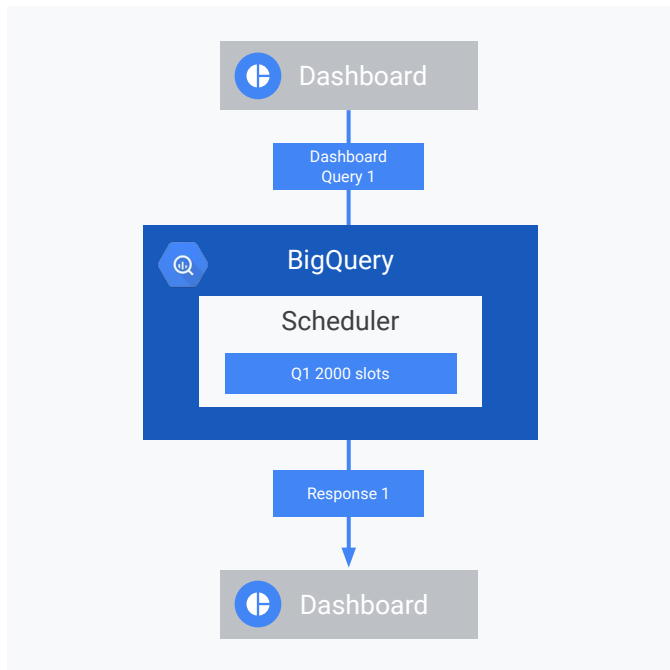 Dashboard
Dashboard
Query 1
BigQuery
Scheduler
Q1 2000 slots
Response 1
Dashboard